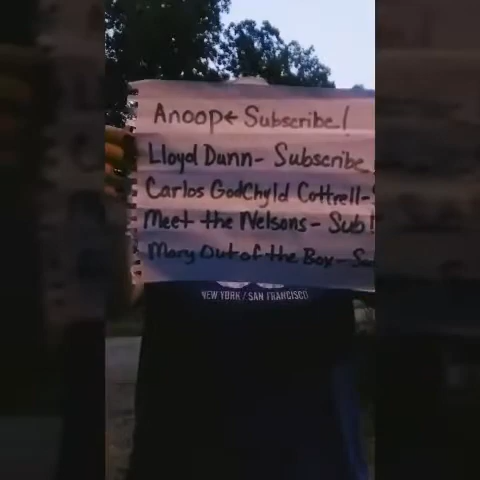 Anoop← Subscribe!
Lloyd Dunn- Subscribe
Carlos GodChyld Cottrell-
Meet the Nelsons- Sub!
Mary Out of the Box-
NEW YORK / SAN FRANCISCO